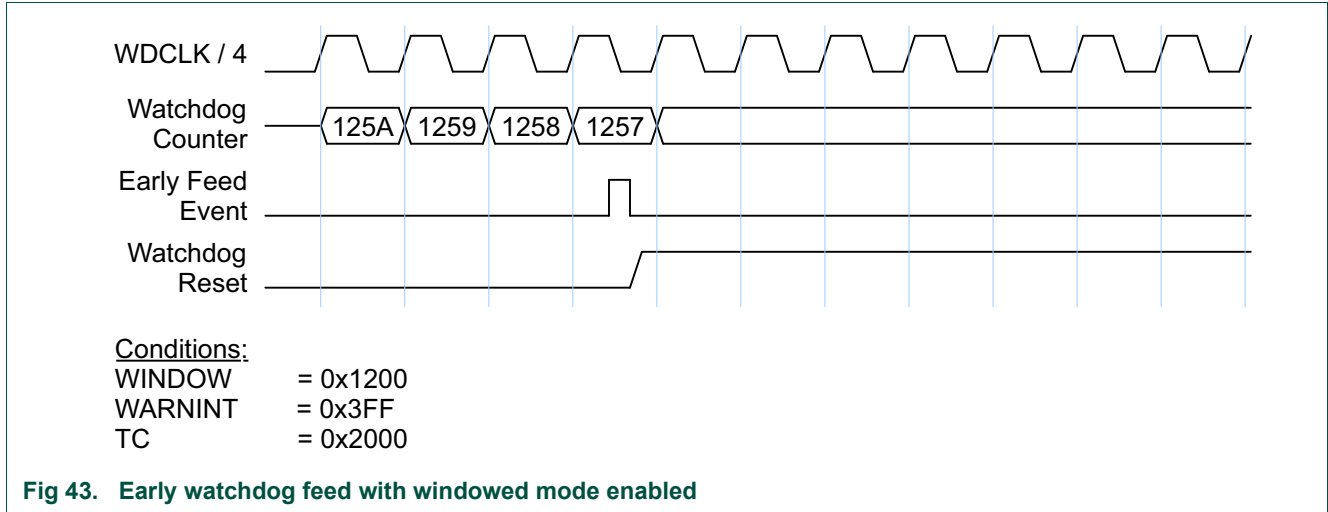 WDCLK / 4
Watchdog
Counter
125A 1259 1258 1257
Early Feed
Event
Watchdog
Reset
Conditions:
WINDOW = 0x1200
WARNINT = 0x3FF
TC = 0x2000
Fig 43. Early watchdog feed with windowed mode enabled